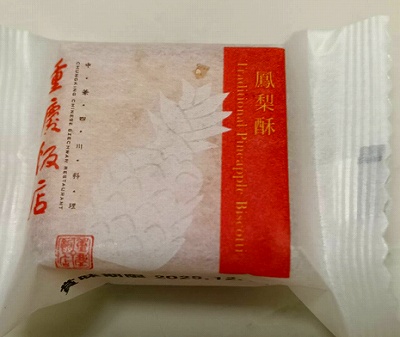 鳳梨酥
Traditional Pineapple Biscotti
中・華・四・川・料・理
CHUNGKING CHINESE SZECHWAN RESTAURANT
重慶飯店
賞味期限 2025.12.